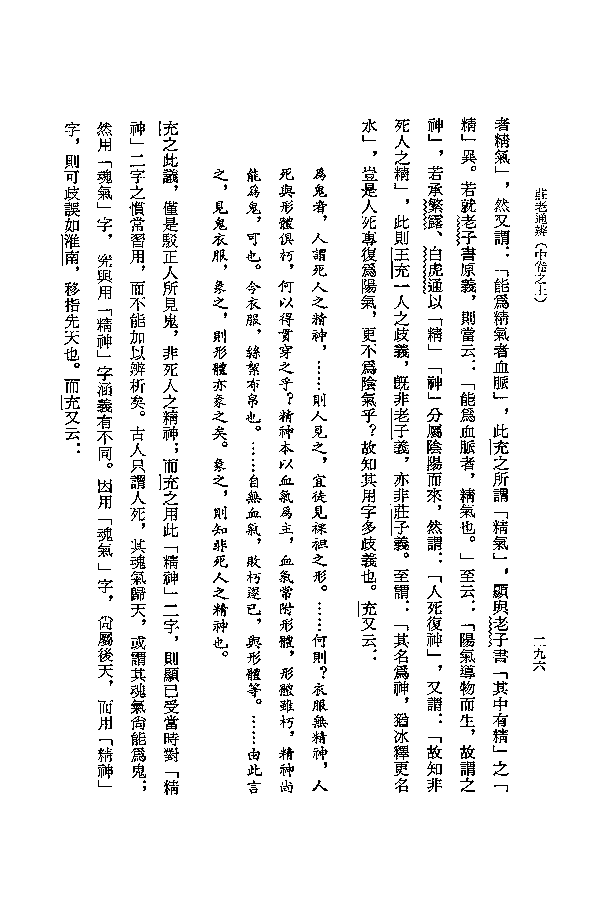 莊老通辨（中卷之上）
二九六
者精氣」，然又謂：「能爲精氣者血脈」，此充之所謂「精氣」，顯與老子書「其中有精」之「
精」異。若就老子書原義，則當云：「能爲血脈者，精氣也。」至云：「陽氣導物而生，故謂之
神」，若承繁露、白虎通以「精」「神」分屬陰陽而來，然謂：「人死復神」，又謂：「故知非
死人之精」，此則王充一人之歧義，旣非老子義，亦非莊子義。至謂：「其名爲神，猶冰釋更名
水」，豈是人死專復爲陽氣，更不爲陰氣乎？故知其用字多歧義也。充又云：
爲鬼者，人謂死人之精神，……則人見之，宜徒見裸袒之形。……何則？衣服無精神，人
死與形體俱朽，何以得貫穿之乎？精神本以血氣爲主，血氣常附形體，形體雖朽，精神尚
能爲鬼，可也。今衣服，絲絮布帛也。……自無血氣，敗朽遂已，與形體等。……由此言
之，見鬼衣服，象之，則形體亦象之矣。象之，則知非死人之精神也。
充之此議，僅是駁正人所見鬼，非死人之精神；而充之用此「精神」二字，則顯已受當時對「精
神」二字之慣常習用，而不能加以辨析矣。古人只謂人死，其魂氣歸天，或謂其魂氣尙能爲鬼；
然用「魂氣」字，究與用「精神」字涵義有不同。因用「魂氣」字，尙屬後天，而用「精神」
字，則可歧誤如淮南，移指先天也。而充又云：